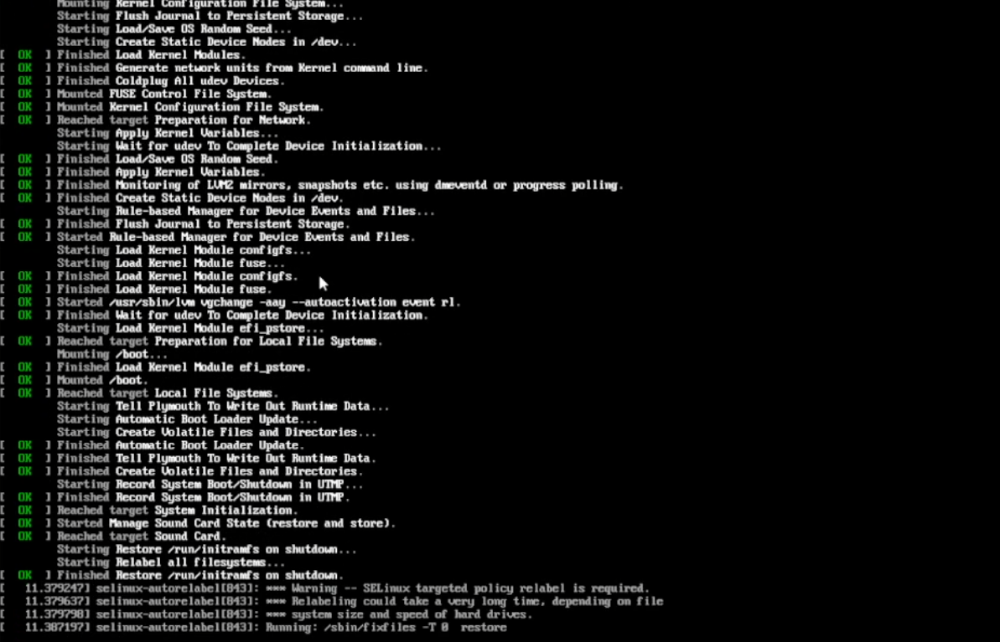 Mounting Kernel Configuration File System...
Starting Flush Journal to Persistent Storage...
Starting Load/Save OS Random Seed...
Starting Create Static Device Nodes in /dev...
[  OK  ] Finished Load Kernel Modules.
[  OK  ] Finished Generate network units from Kernel command line.
[  OK  ] Finished Coldplug All udev Devices.
[  OK  ] Mounted FUSE Control File System.
[  OK  ] Mounted Kernel Configuration File System.
[  OK  ] Reached target Preparation for Network.
Starting Apply Kernel Variables...
Starting Wait for udev To Complete Device Initialization...
[  OK  ] Finished Load/Save OS Random Seed.
[  OK  ] Finished Apply Kernel Variables.
[  OK  ] Finished Monitoring of LVM2 mirrors, snapshots etc. using dmeventd or progress polling.
[  OK  ] Finished Create Static Device Nodes in /dev.
Starting Rule-based Manager for Device Events and Files...
[  OK  ] Finished Flush Journal to Persistent Storage.
[  OK  ] Started Rule-based Manager for Device Events and Files.
Starting Load Kernel Module configfs...
Starting Load Kernel Module fuse...
[  OK  ] Finished Load Kernel Module configfs.
[  OK  ] Finished Load Kernel Module fuse.
[  OK  ] Started /usr/sbin/lvm vgchange -aay --autoactivation event rl.
[  OK  ] Finished Wait for udev To Complete Device Initialization.
Starting Load Kernel Module efi_pstore...
[  OK  ] Reached target Preparation for Local File Systems.
Mounting /boot...
[  OK  ] Finished Load Kernel Module efi_pstore.
[  OK  ] Mounted /boot.
[  OK  ] Reached target Local File Systems.
Starting Tell Plymouth To Write Out Runtime Data...
Starting Automatic Boot Loader Update...
Starting Create Volatile Files and Directories...
[  OK  ] Finished Automatic Boot Loader Update.
[  OK  ] Finished Tell Plymouth To Write Out Runtime Data.
[  OK  ] Finished Create Volatile Files and Directories.
Starting Record System Boot/Shutdown in UTMP...
[  OK  ] Finished Record System Boot/Shutdown in UTMP.
[  OK  ] Reached target System Initialization.
[  OK  ] Started Manage Sound Card State (restore and store).
[  OK  ] Reached target Sound Card.
Starting Restore /run/initramfs on shutdown...
Starting Relabel all filesystems...
[  OK  ] Finished Restore /run/initramfs on shutdown.
[   11.379247] selinux-autorelabel[843]: *** Warning -- SELinux targeted policy relabel is required.
[   11.379637] selinux-autorelabel[843]: *** Relabeling could take a very long time, depending on file
[   11.379798] selinux-autorelabel[843]: *** system size and speed of hard drives.
[   11.387197] selinux-autorelabel[843]: Running: /sbin/fixfiles -T 0  restore